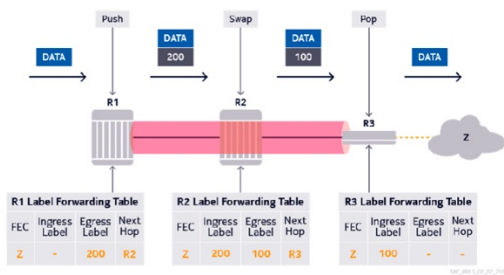 Push
Swap
Pop
DATA
DATA
200
DATA
100
DATA
R1
R2
R3
Z
R1 Label Forwarding Table
FEC Ingress Label Egress Label Next Hop
Z - 200 R2
R2 Label Forwarding Table
FEC Ingress Label Egress Label Next Hop
Z 200 100 R3
R3 Label Forwarding Table
FEC Ingress Label Egress Label Next Hop
Z 100 - -